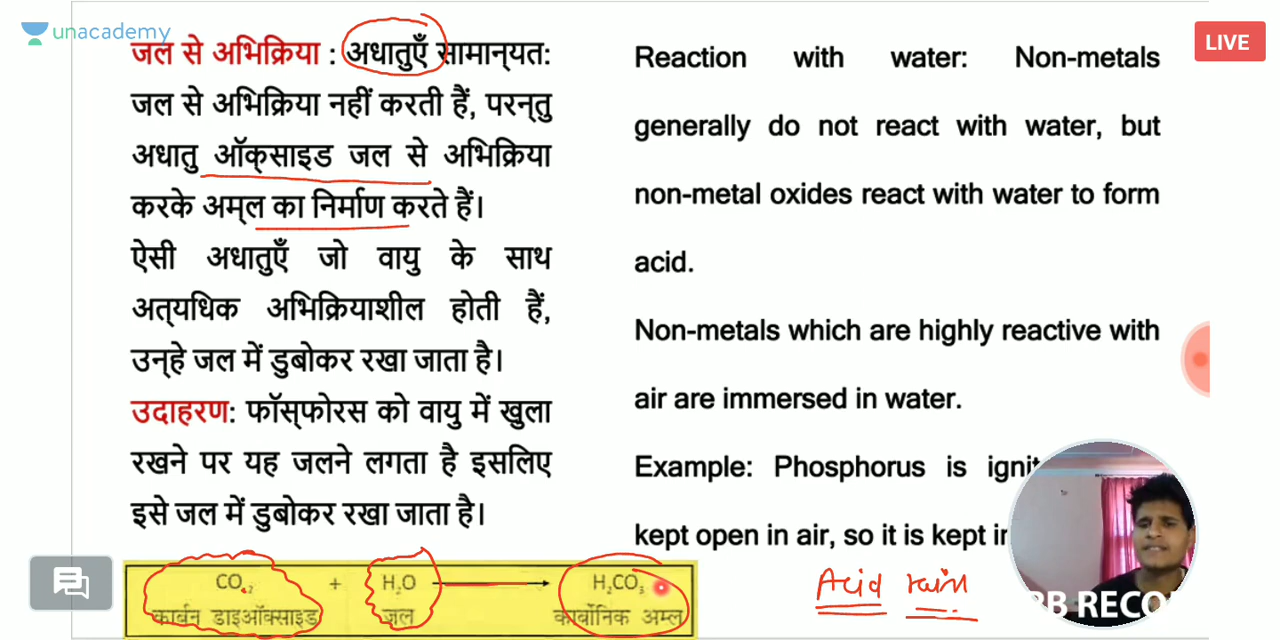 unacademy
LIVE
जल से अभिक्रिया : अधातुएँ सामान्यत:
जल से अभिक्रिया नहीं करती हैं, परन्तु
अधातु ऑक्साइड जल से अभिक्रिया
करके अम्ल का निर्माण करते हैं।
ऐसी अधातुएँ जो वायु के साथ
अत्यधिक अभिक्रियाशील होती हैं,
उन्हे जल में डुबोकर रखा जाता है।
उदाहरण: फॉस्फोरस को वायु में खुला
रखने पर यह जलने लगता है इसलिए
इसे जल में डुबोकर रखा जाता है।
Reaction with water: Non-metals
generally do not react with water, but
non-metal oxides react with water to form
acid.
Non-metals which are highly reactive with
air are immersed in water.
Example: Phosphorus is
kept open in air, so it is kept
CO₂ + H₂O → H₂CO₃
कार्बन डाइऑक्साइड जल कार्बोनिक अम्ल
Acid rain
RECO